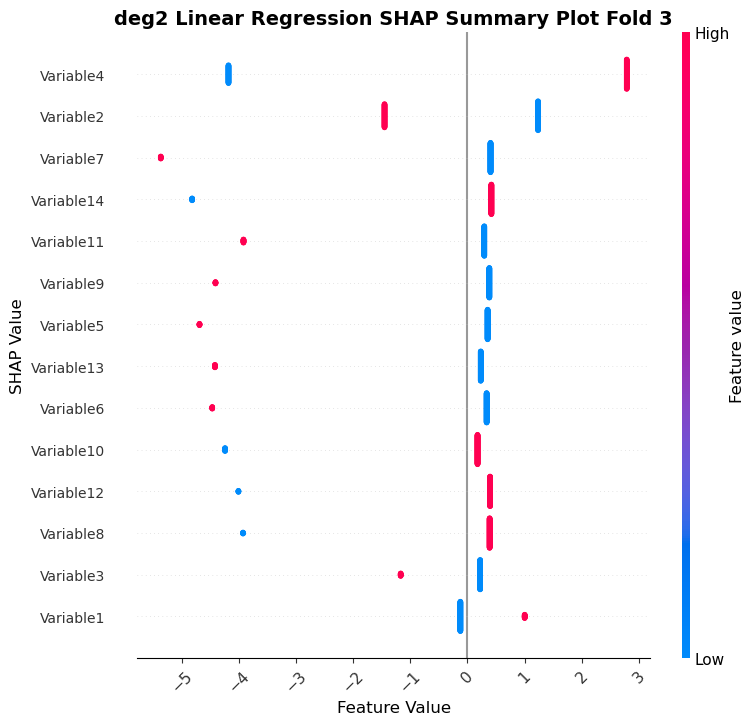 deg2 Linear Regression SHAP Summary Plot Fold 3
High
Variable4
Variable2
Variable7
Variable14
Variable11
Variable9
Variable5
Variable13
Variable6
Variable10
Variable12
Variable8
Variable3
Variable1
SHAP Value
Feature value
Low
−5
−4
−3
−2
−1
0
1
2
3
Feature Value